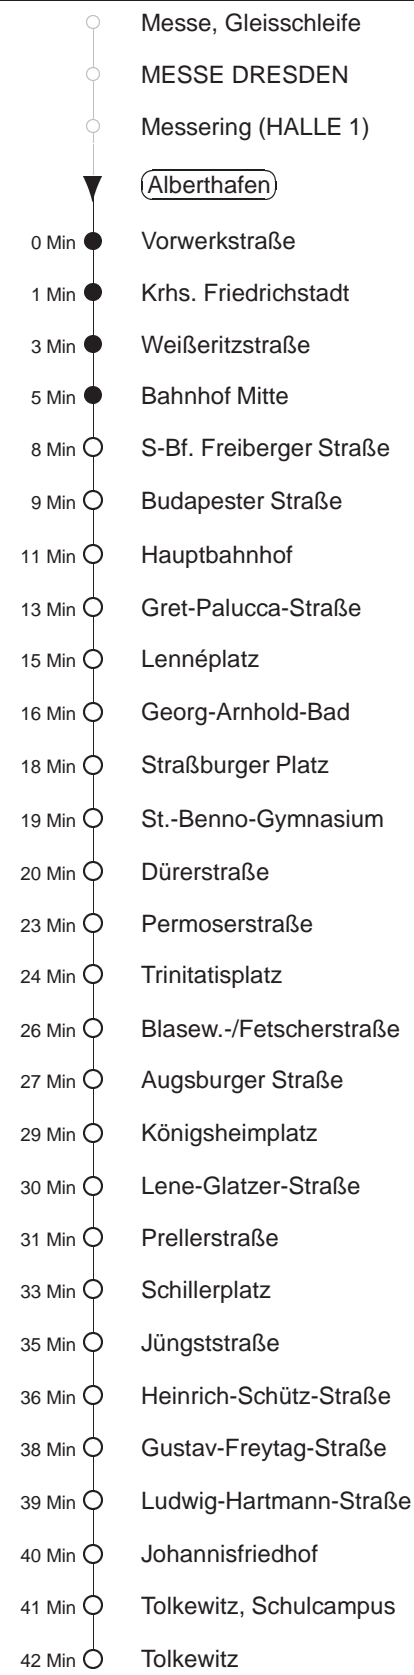 Messe, Gleisschleife
MESSE DRESDEN
Messering (HALLE 1)
Alberthafen
0 Min Vorwerkstraße
1 Min Krhs. Friedrichstadt
3 Min Weißeritzstraße
5 Min Bahnhof Mitte
8 Min S-Bf. Freiberger Straße
9 Min Budapester Straße
11 Min Hauptbahnhof
13 Min Gret-Palucca-Straße
15 Min Lennéplatz
16 Min Georg-Arnhold-Bad
18 Min Straßburger Platz
19 Min St.-Benno-Gymnasium
20 Min Dürerstraße
23 Min Permoserstraße
24 Min Trinitatisplatz
26 Min Blasew.-/Fetscherstraße
27 Min Augsburger Straße
29 Min Königsheimplatz
30 Min Lene-Glatzer-Straße
31 Min Prellerstraße
33 Min Schillerplatz
35 Min Jüngststraße
36 Min Heinrich-Schütz-Straße
38 Min Gustav-Freytag-Straße
39 Min Ludwig-Hartmann-Straße
40 Min Johannisfriedhof
41 Min Tolkewitz, Schulcampus
42 Min Tolkewitz